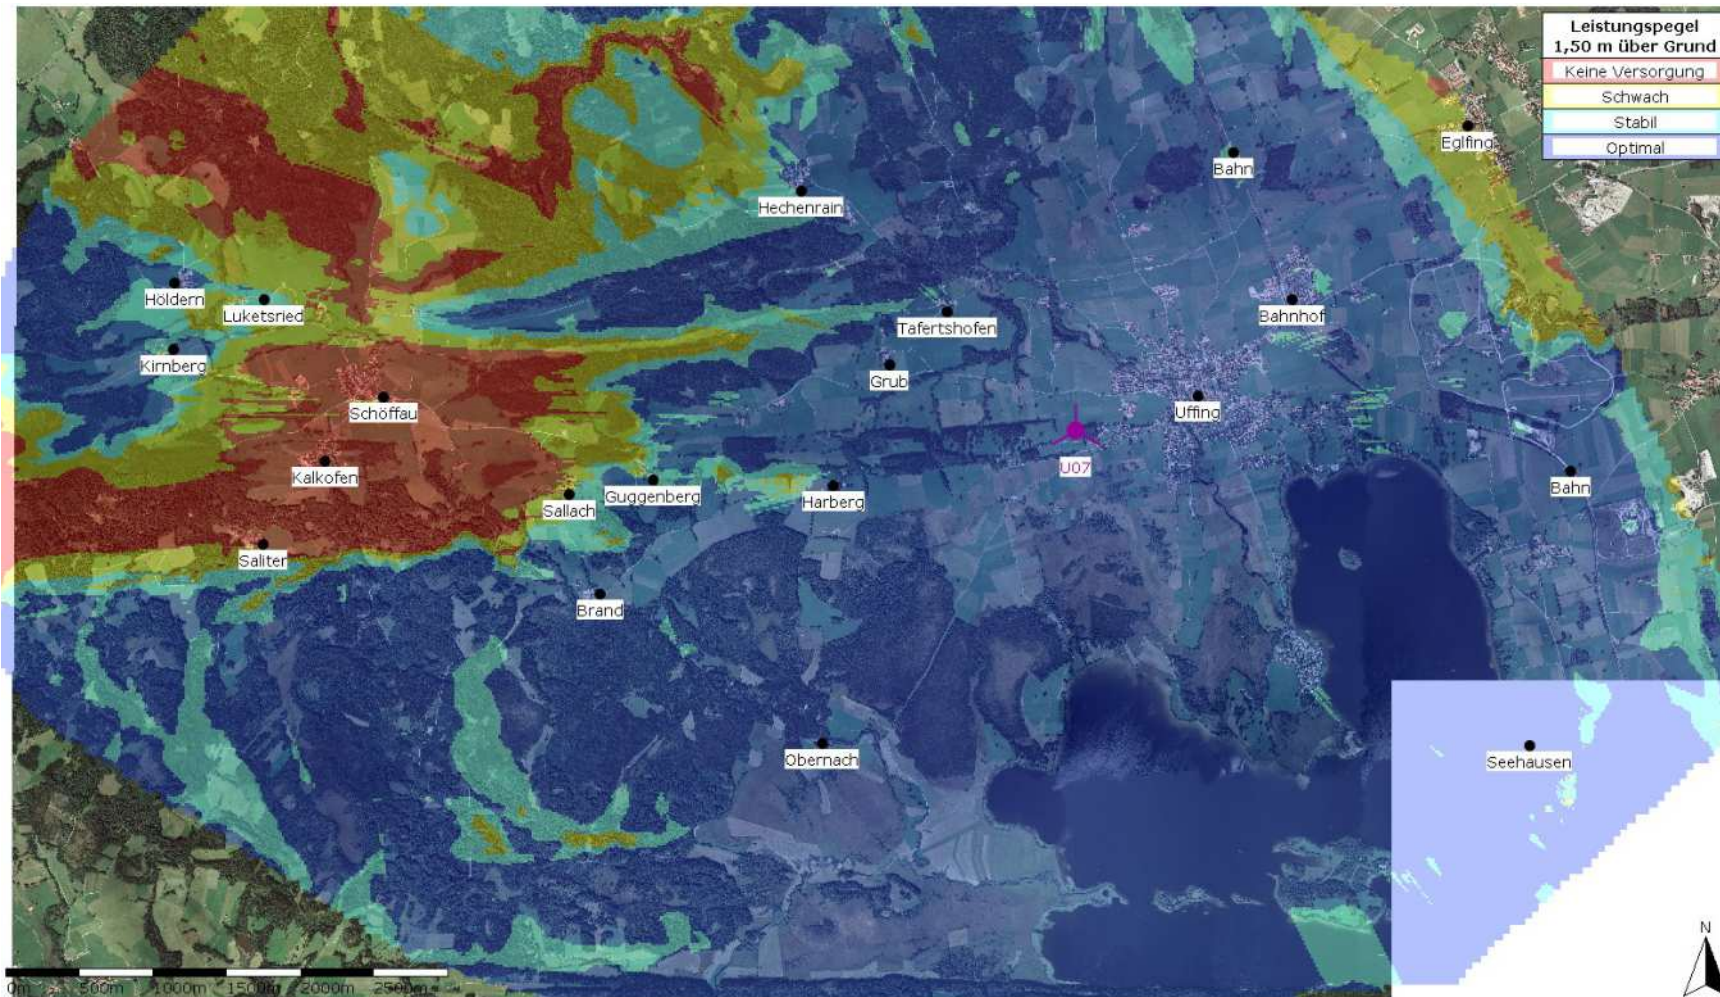 Leistungspegel
1,50 m über Grund
Keine Versorgung
Schwach
Stabil
Optimal
Eglfing
Bahn
Hechenrain
Höldern
Luketsried
Bahnhof
Tafertshofen
Kirnberg
Grub
Schöffau
Uffing
U07
Kalkofen
Guggenberg
Harberg
Bahn
Sallach
Saliter
Brand
Obernach
Seehausen
N
0m 500m 1000m 1500m 2000m 2500m